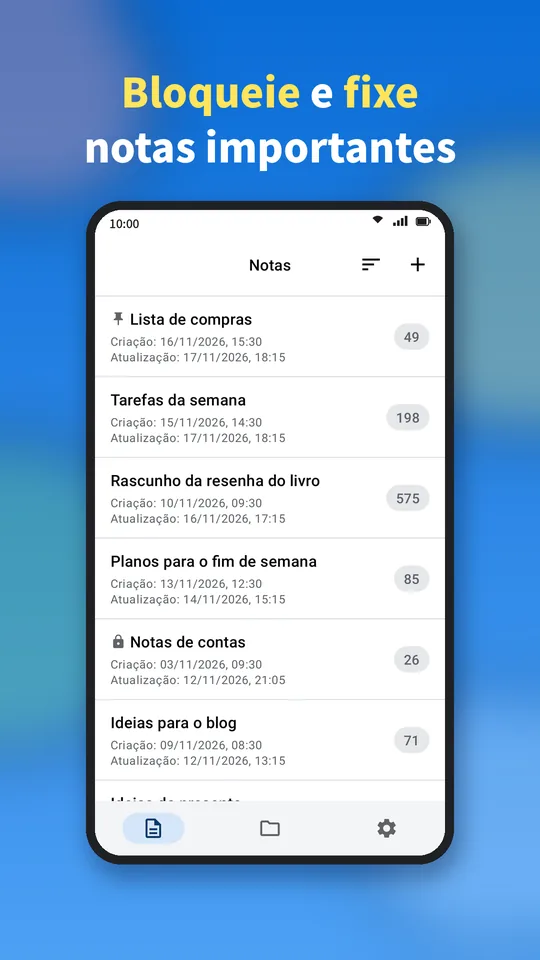 Bloqueie e fixe
notas importantes
10:00
Notas
Lista de compras
Criação: 16/11/2026, 15:30
Atualização: 17/11/2026, 18:15
49
Tarefas da semana
Criação: 15/11/2026, 14:30
Atualização: 17/11/2026, 18:15
198
Rascunho da resenha do livro
Criação: 10/11/2026, 09:30
Atualização: 16/11/2026, 17:15
575
Planos para o fim de semana
Criação: 13/11/2026, 12:30
Atualização: 14/11/2026, 15:15
85
Notas de contas
Criação: 03/11/2026, 09:30
Atualização: 12/11/2026, 21:05
26
Ideias para o blog
Criação: 09/11/2026, 08:30
Atualização: 12/11/2026, 13:15
71